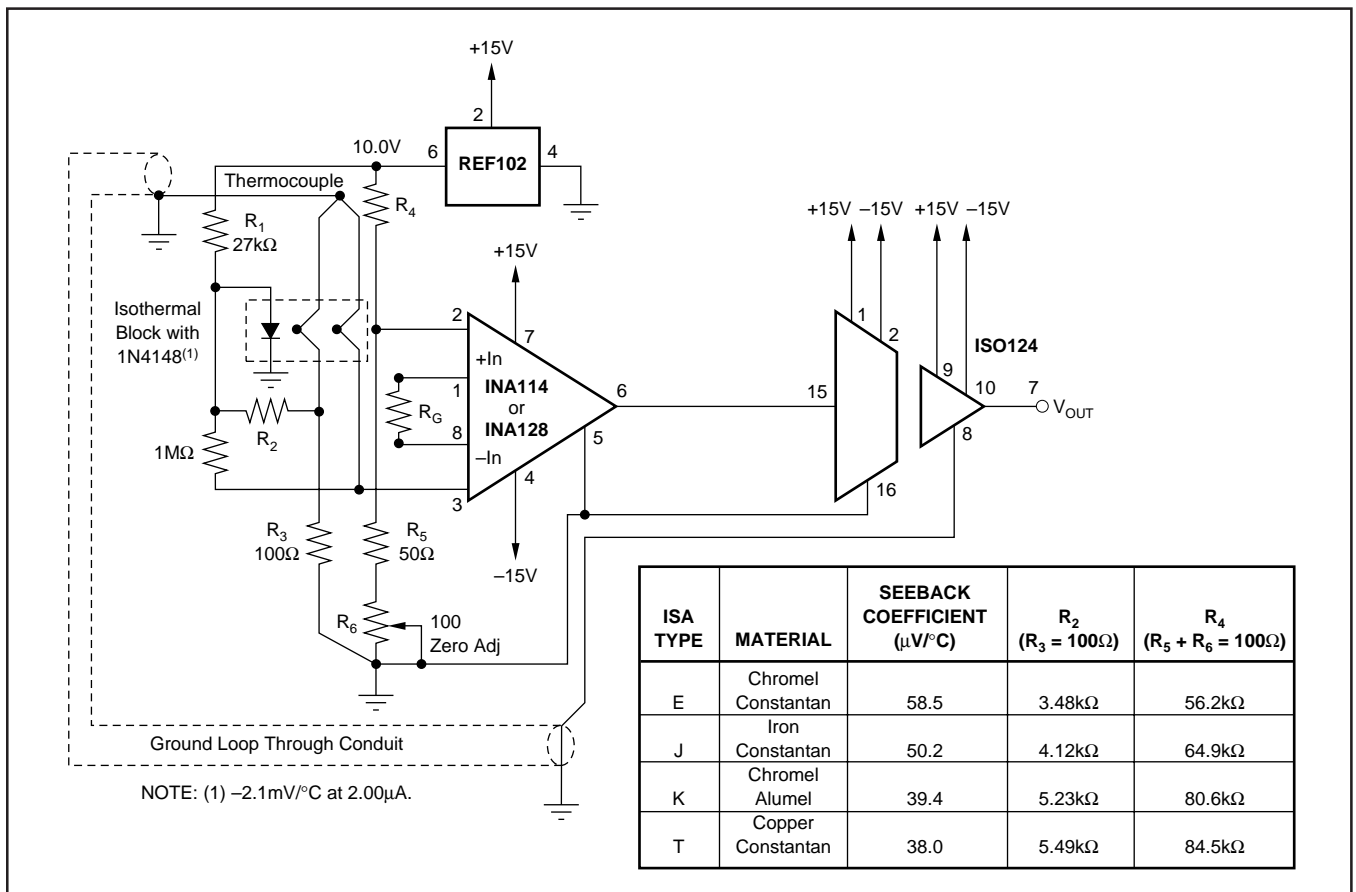 +15V
2
10.0V
6
REF102
4
Thermocouple
R4
R1
27kΩ
+15V –15V +15V –15V
+15V
Isothermal
Block with
1N4148(1)
2
7
1
2
ISO124
+In
1
INA114
or
INA128
6
15
9
10
7
VOUT
RG
R2
8
–In
5
8
1MΩ
4
3
16
R3
100Ω
R5
50Ω
–15V
R6
100
Zero Adj
Ground Loop Through Conduit
NOTE: (1) –2.1mV/°C at 2.00µA.
ISA
TYPE
MATERIAL
SEEBACK
COEFFICIENT
(µV/°C)
R2
(R3 = 100Ω)
R4
(R5 + R6 = 100Ω)
E
Chromel
Constantan
58.5
3.48kΩ
56.2kΩ
J
Iron
Constantan
50.2
4.12kΩ
64.9kΩ
K
Chromel
Alumel
39.4
5.23kΩ
80.6kΩ
T
Copper
Constantan
38.0
5.49kΩ
84.5kΩ